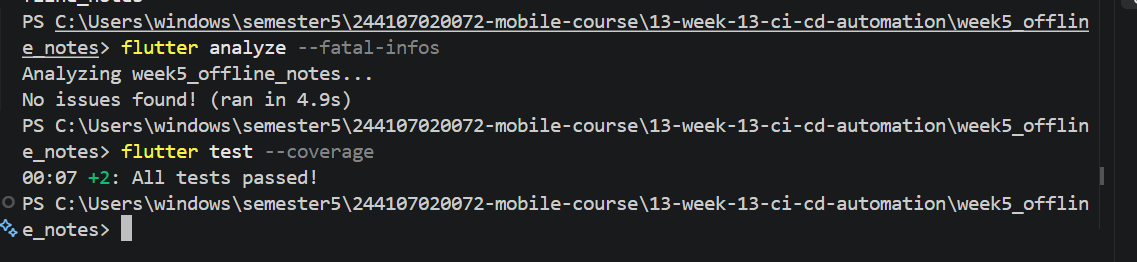 PS C:\Users\windows\semester5\244107020072-mobile-course\13-week-13-ci-cd-automation\week5_offlin
e_notes> flutter analyze --fatal-infos
Analyzing week5_offline_notes...
No issues found! (ran in 4.9s)
PS C:\Users\windows\semester5\244107020072-mobile-course\13-week-13-ci-cd-automation\week5_offlin
e_notes> flutter test --coverage
00:07 +2: All tests passed!
PS C:\Users\windows\semester5\244107020072-mobile-course\13-week-13-ci-cd-automation\week5_offlin
e_notes>